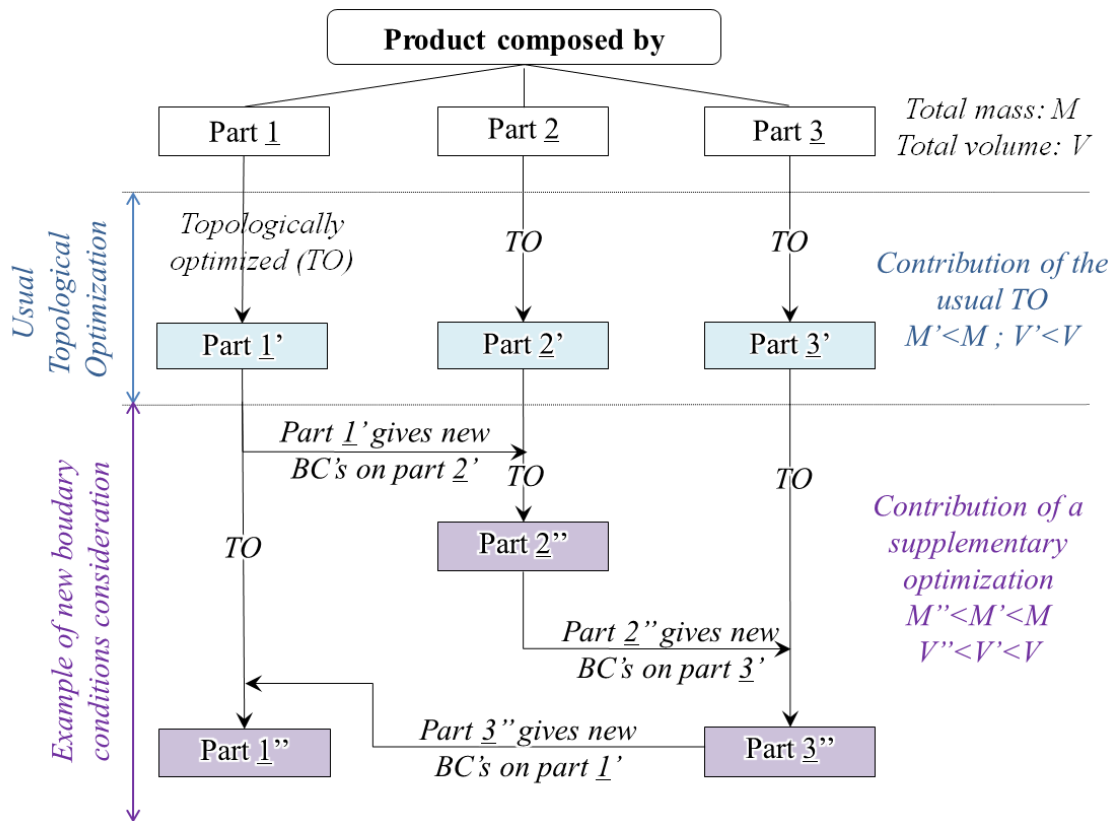 Product composed by
Part 1
Part 2
Part 3
Total mass: M
Total volume: V
Usual
Topological
Optimization
Topologically
optimized (TO)
TO
TO
Contribution of the
usual TO
M’<M ; V’<V
Part 1’
Part 2’
Part 3’
Example of new boudary
conditions consideration
Part 1’ gives new
BC’s on part 2’
TO
TO
TO
Part 2’’
Contribution of a
supplementary
optimization
M’’<M’<M
V’’<V’<V
Part 2’’ gives new
BC’s on part 3’
Part 1’’
Part 3’’ gives new
BC’s on part 1’
Part 3’’